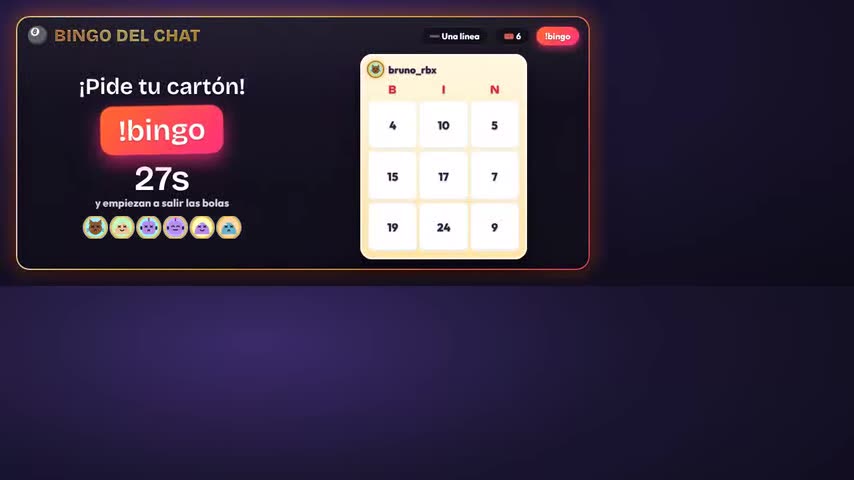 BINGO DEL CHAT
Una línea
6
!bingo
¡Pide tu cartón!
!bingo
27s
y empiezan a salir las bolas
bruno_rbx
B I N
4 10 5
15 17 7
19 24 9